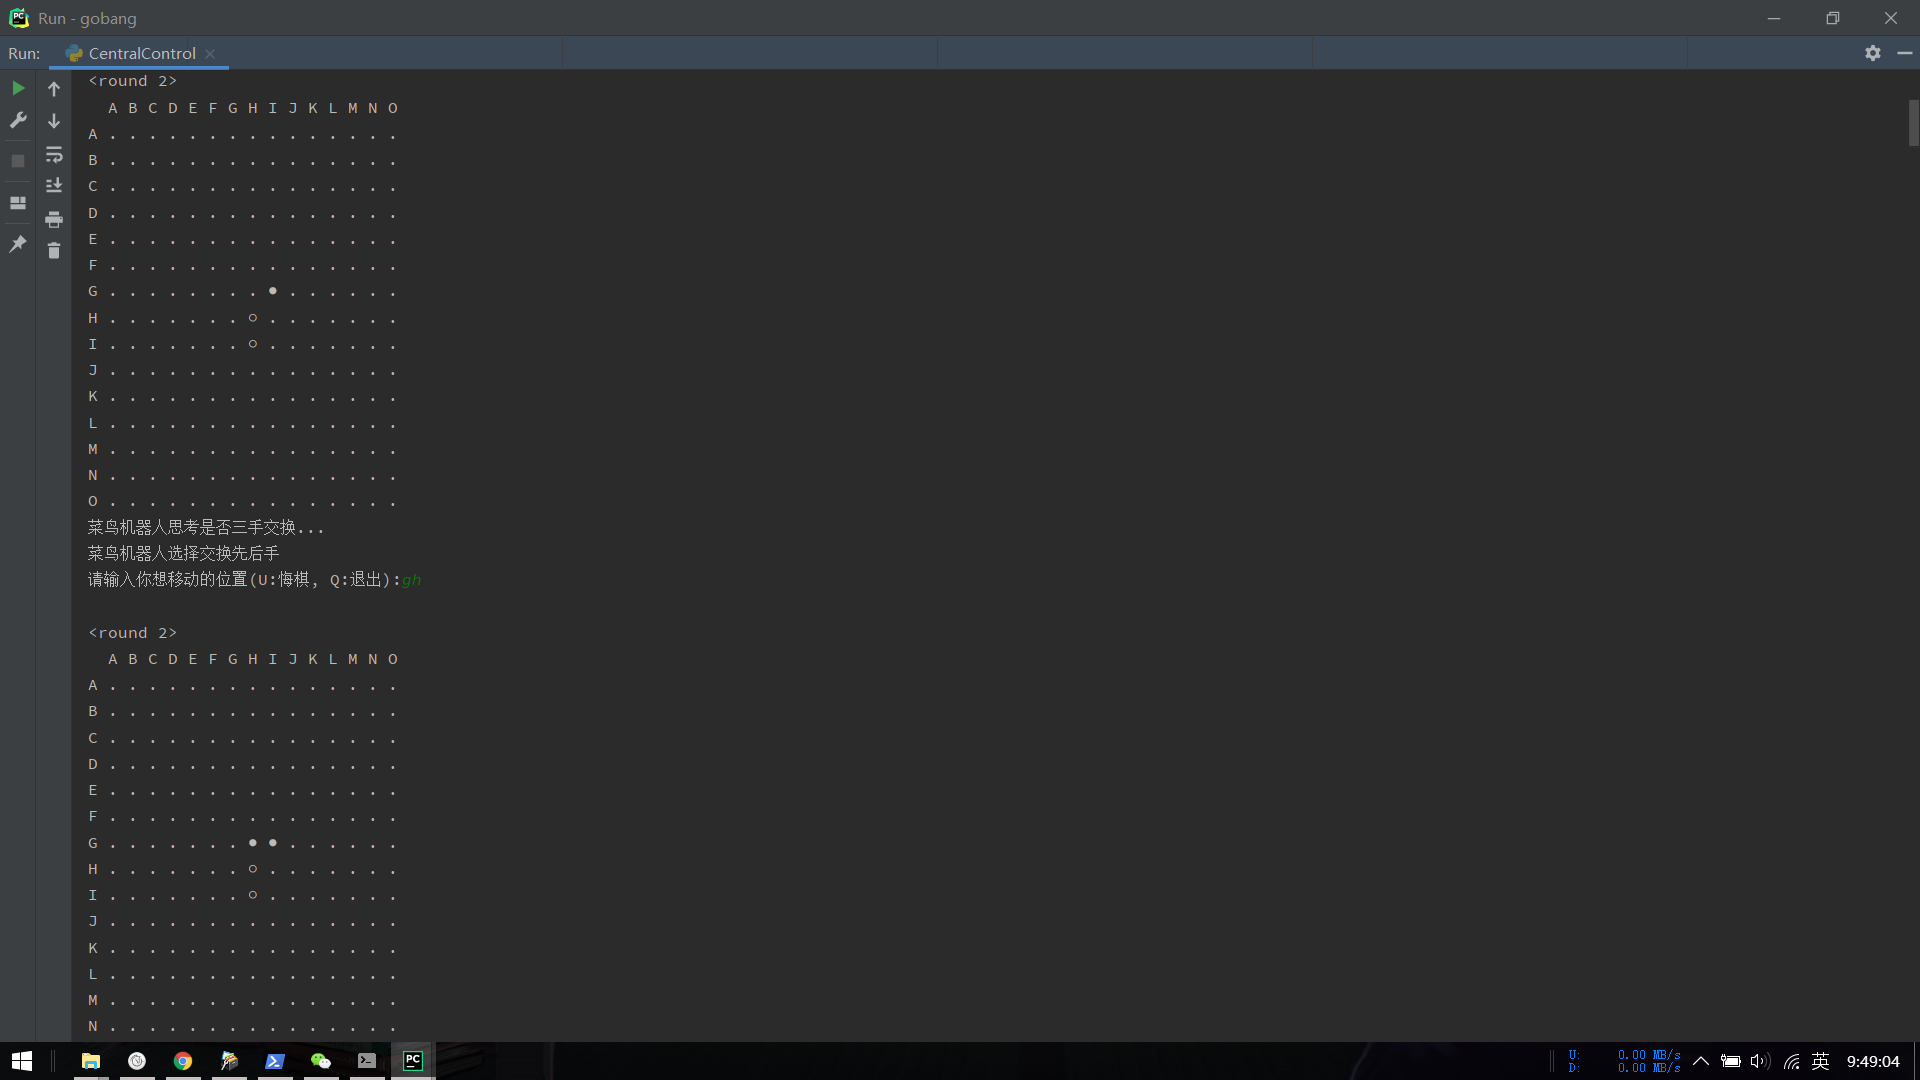 Run - gobang
Run: CentralControl
<round 2>
A B C D E F G H I J K L M N O
A . . . . . . . . . . . . . . .
B . . . . . . . . . . . . . . .
C . . . . . . . . . . . . . . .
D . . . . . . . . . . . . . . .
E . . . . . . . . . . . . . . .
F . . . . . . . . . . . . . . .
G . . . . . . . . ● . . . . . .
H . . . . . . . ○ . . . . . . .
I . . . . . . . ○ . . . . . . .
J . . . . . . . . . . . . . . .
K . . . . . . . . . . . . . . .
L . . . . . . . . . . . . . . .
M . . . . . . . . . . . . . . .
N . . . . . . . . . . . . . . .
O . . . . . . . . . . . . . . .
菜鸟机器人思考是否三手交换...
菜鸟机器人选择交换先后手
请输入你想移动的位置(U:悔棋, Q:退出):gh
<round 2>
A B C D E F G H I J K L M N O
A . . . . . . . . . . . . . . .
B . . . . . . . . . . . . . . .
C . . . . . . . . . . . . . . .
D . . . . . . . . . . . . . . .
E . . . . . . . . . . . . . . .
F . . . . . . . . . . . . . . .
G . . . . . . . ● ● . . . . . .
H . . . . . . . ○ . . . . . . .
I . . . . . . . ○ . . . . . . .
J . . . . . . . . . . . . . . .
K . . . . . . . . . . . . . . .
L . . . . . . . . . . . . . . .
M . . . . . . . . . . . . . . .
N . . . . . . . . . . . . . . .
PC
U: 0.00 MB/s
D: 0.00 MB/s
英
9:49:04